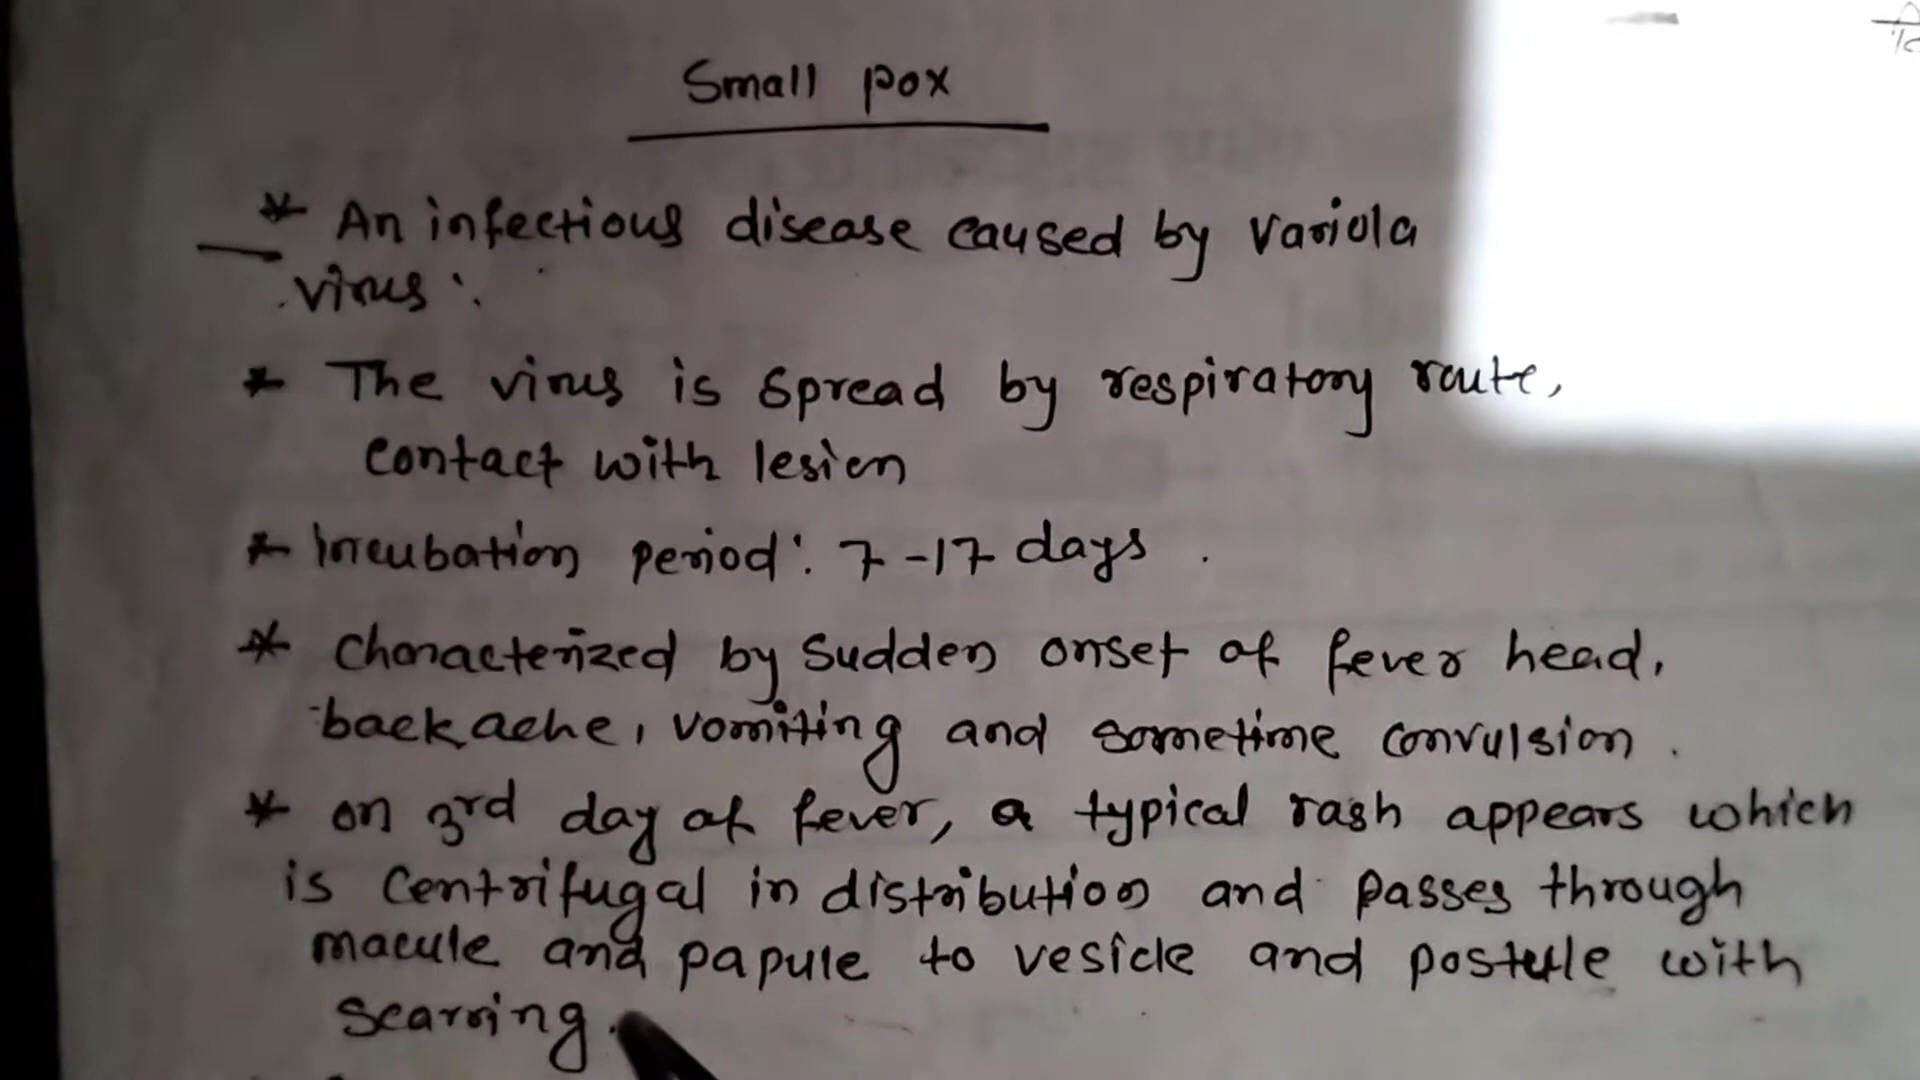 Small pox
* An infectious disease caused by Variola
virus:
* The virus is spread by respiratory route,
contact with lesion
* Incubation period: 7-17 days.
* Characterized by sudden onset of fever head,
backache, vomiting and sometime convulsion.
* on 3rd day of fever, a typical rash appears which
is centrifugal in distribution and passes through
macule and papule to vesicle and postule with
scarring.